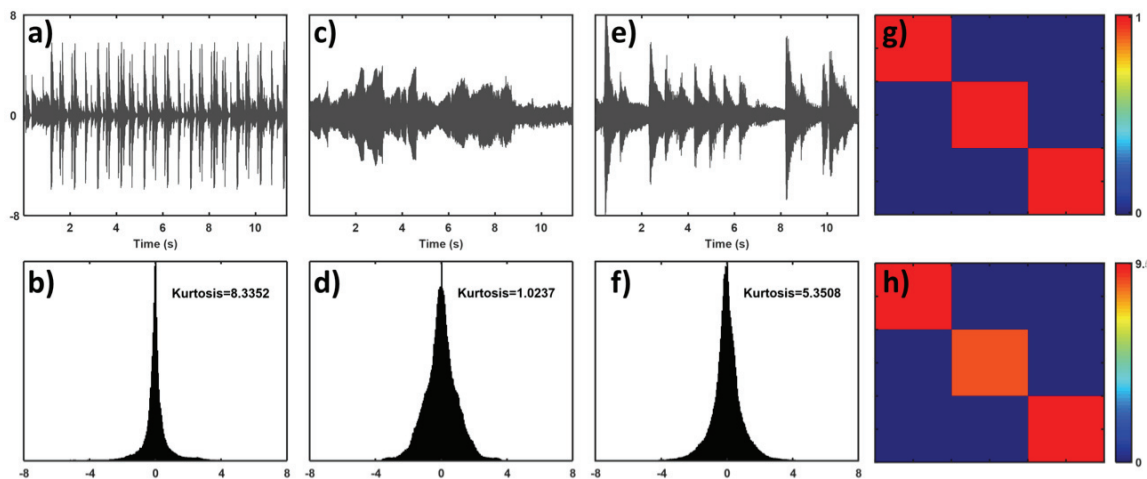 a)
c)
e)
g)
8
0
-8
2 4 6 8 10
2 4 6 8 10
2 4 6 8 10
Time (s)
Time (s)
Time (s)
1
0
b)
d)
f)
h)
Kurtosis=8.3352
Kurtosis=1.0237
Kurtosis=5.3508
-8 -4 0 4 8
-8 -4 0 4 8
-8 -4 0 4 8
0